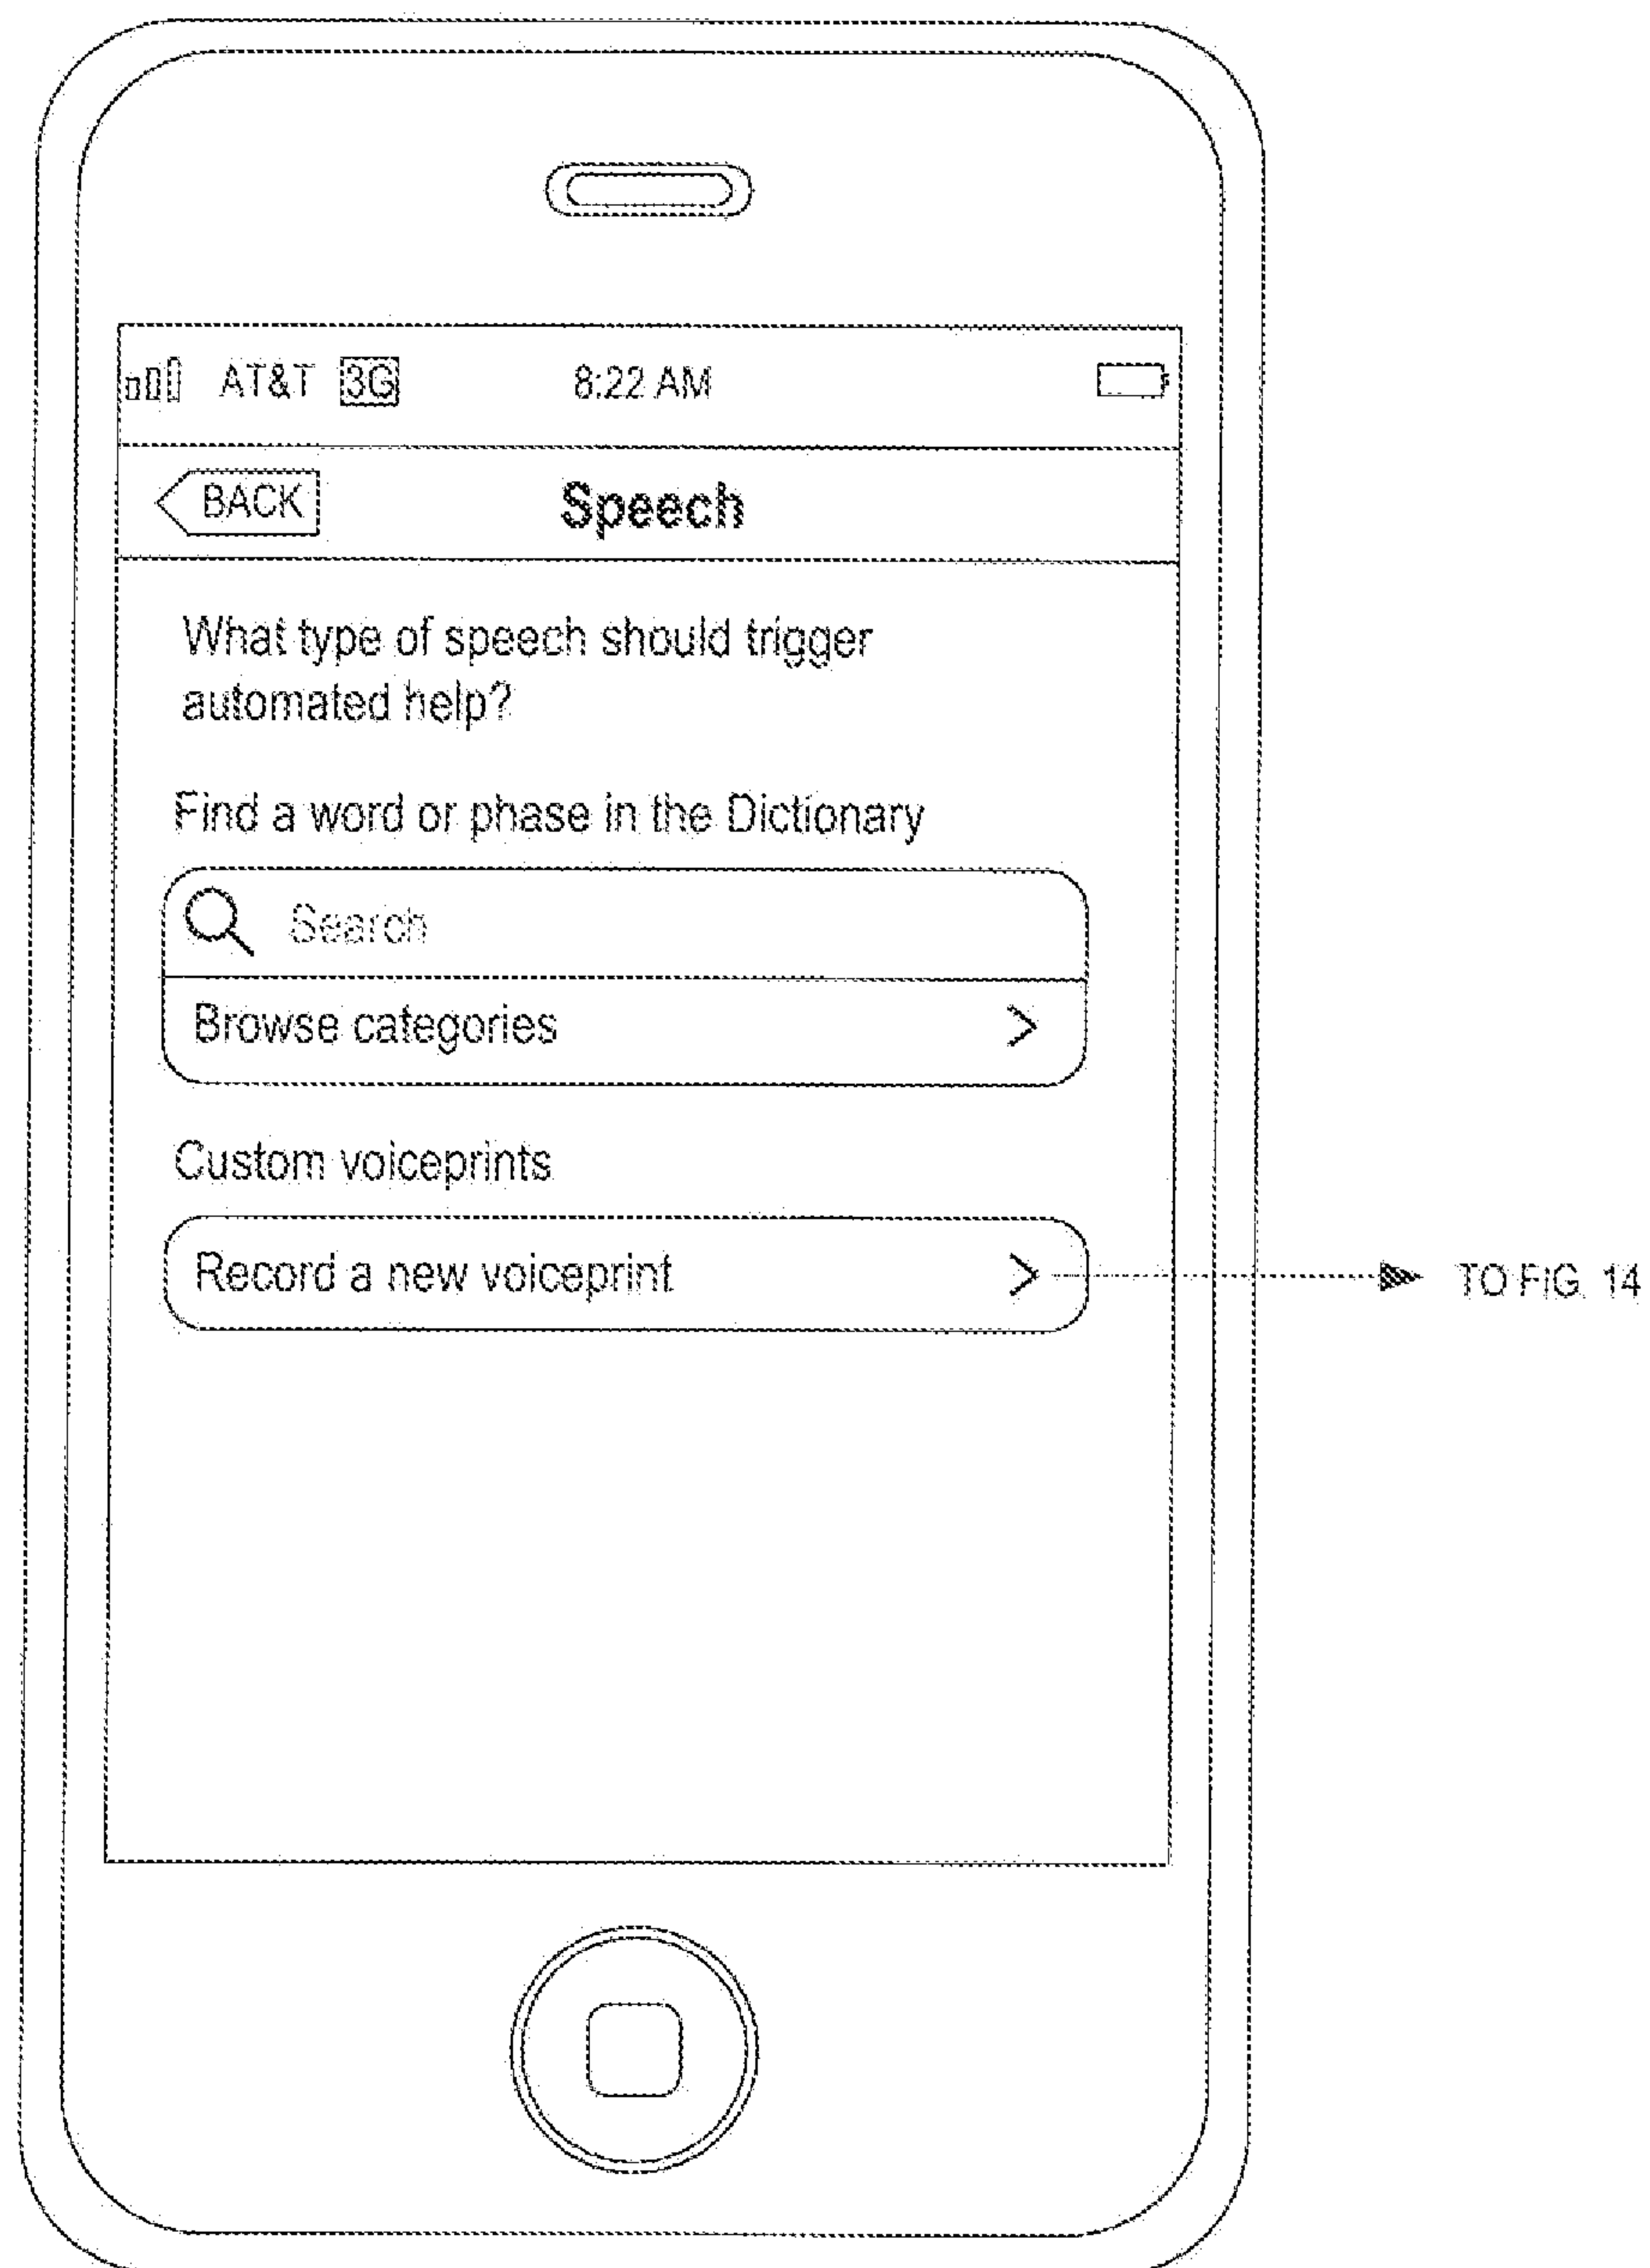 AT&T 3G 8:22 AM
BACK Speech
What type of speech should trigger
automated help?
Find a word or phase in the Dictionary
Search
Browse categories >
Custom voiceprints
Record a new voiceprint > TO FIG. 14